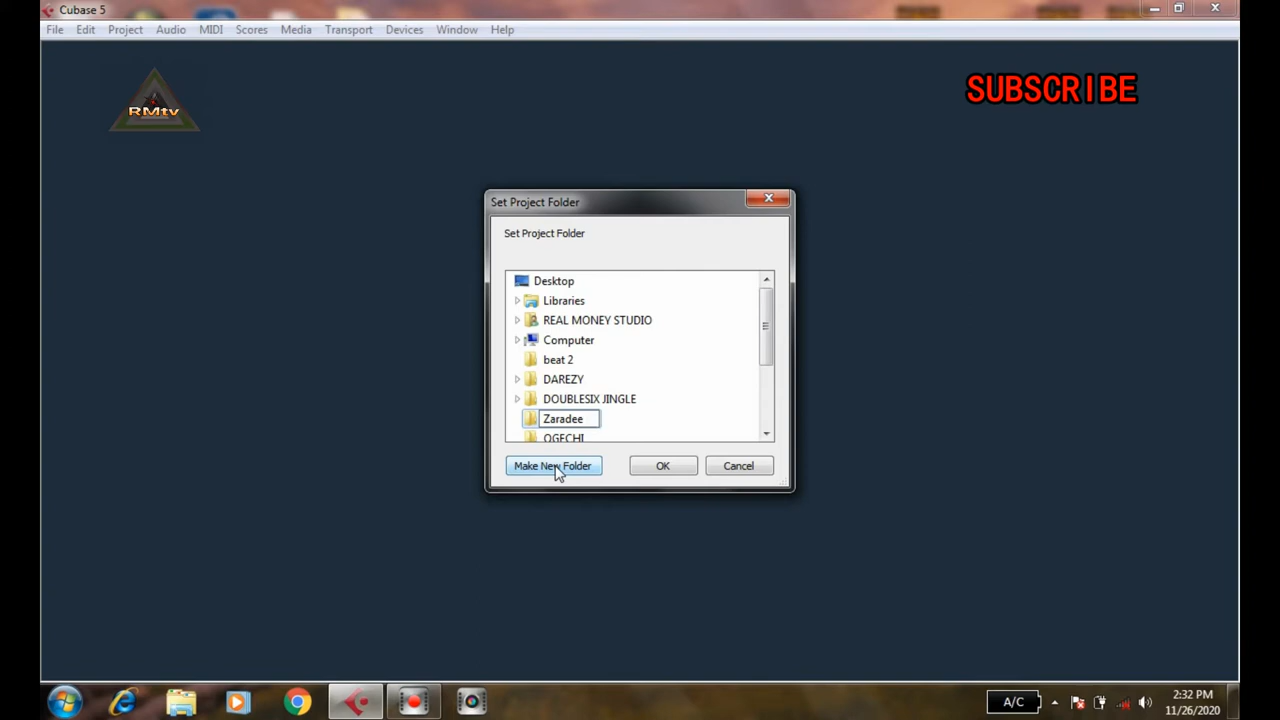 Cubase 5
File Edit Project Audio MIDI Scores Media Transport Devices Window Help
RMtv
SUBSCRIBE
Set Project Folder
Set Project Folder
Desktop
Libraries
REAL MONEY STUDIO
Computer
beat 2
DAREZY
DOUBLESIX JINGLE
Zaradee
OGECHI
Make New Folder OK Cancel
A/C
2:32 PM
11/26/2020